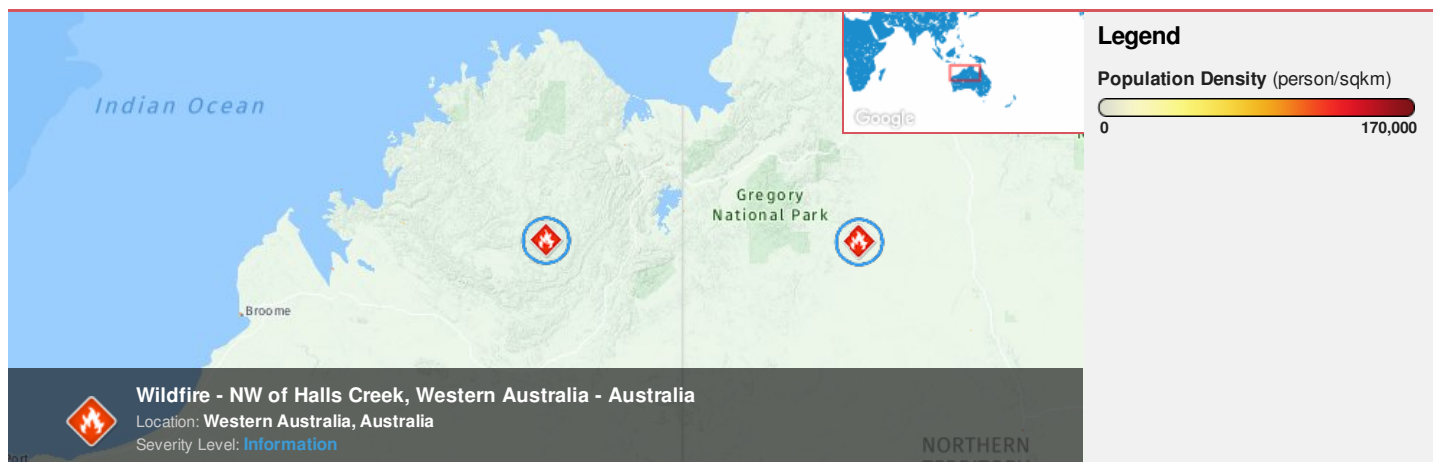 Indian Ocean
Gregory
National Park
Broome
Google
Legend
Population Density (person/sqkm)
0
170,000
Wildfire - NW of Halls Creek, Western Australia - Australia
Location: Western Australia, Australia
Severity Level: Information
NORTHERN